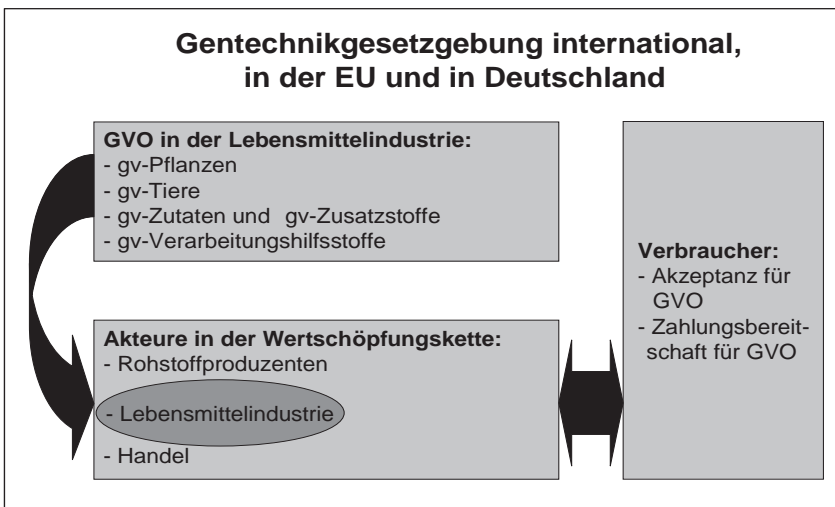 Gentechnikgesetzgebung international,
in der EU und in Deutschland
GVO in der Lebensmittelindustrie:
- gv-Pflanzen
- gv-Tiere
- gv-Zutaten und gv-Zusatzstoffe
- gv-Verarbeitungshilfsstoffe
Akteure in der Wertschöpfungskette:
- Rohstoffproduzenten
- Lebensmittelindustrie
- Handel
Verbraucher:
- Akzeptanz für
GVO
- Zahlungsbereit-
schaft für GVO